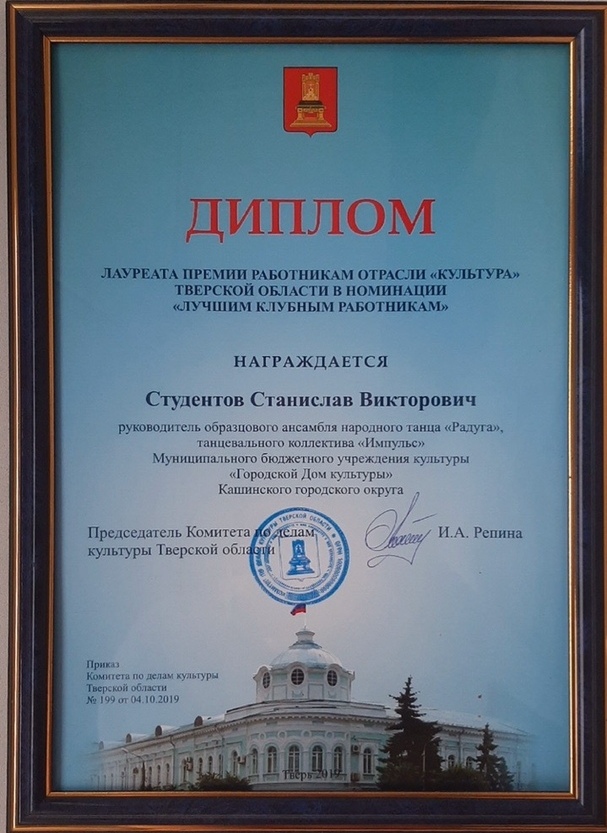 ДИПЛОМ
ЛАУРЕАТА ПРЕМИИ РАБОТНИКАМ ОТРАСЛИ «КУЛЬТУРА»
ТВЕРСКОЙ ОБЛАСТИ В НОМИНАЦИИ
«ЛУЧШИМ КЛУБНЫМ РАБОТНИКАМ»
НАГРАЖДАЕТСЯ
Студентов Станислав Викторович
руководитель образцового ансамбля народного танца «Радуга»,
танцевального коллектива «Импульс»
Муниципального бюджетного учреждения культуры
«Городской Дом культуры»
Кашинского городского округа
Председатель Комитета по делам
культуры Тверской области
И.А. Репина
Приказ
Комитета по делам культуры
Тверской области
№ 199 от 04.10.2019
Тверь 2019